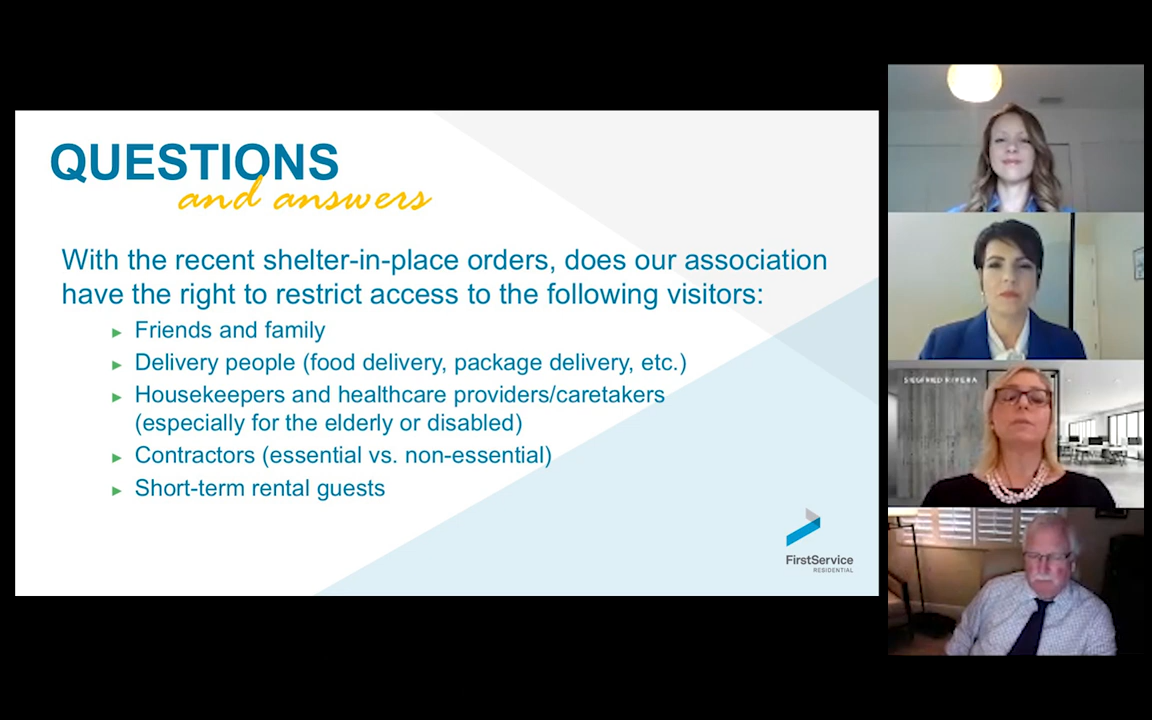 QUESTIONS
and answers
With the recent shelter-in-place orders, does our association
have the right to restrict access to the following visitors:
Friends and family
Delivery people (food delivery, package delivery, etc.)
Housekeepers and healthcare providers/caretakers
(especially for the elderly or disabled)
Contractors (essential vs. non-essential)
Short-term rental guests
FirstService
RESIDENTIAL
SIEGFRIED RIVERA